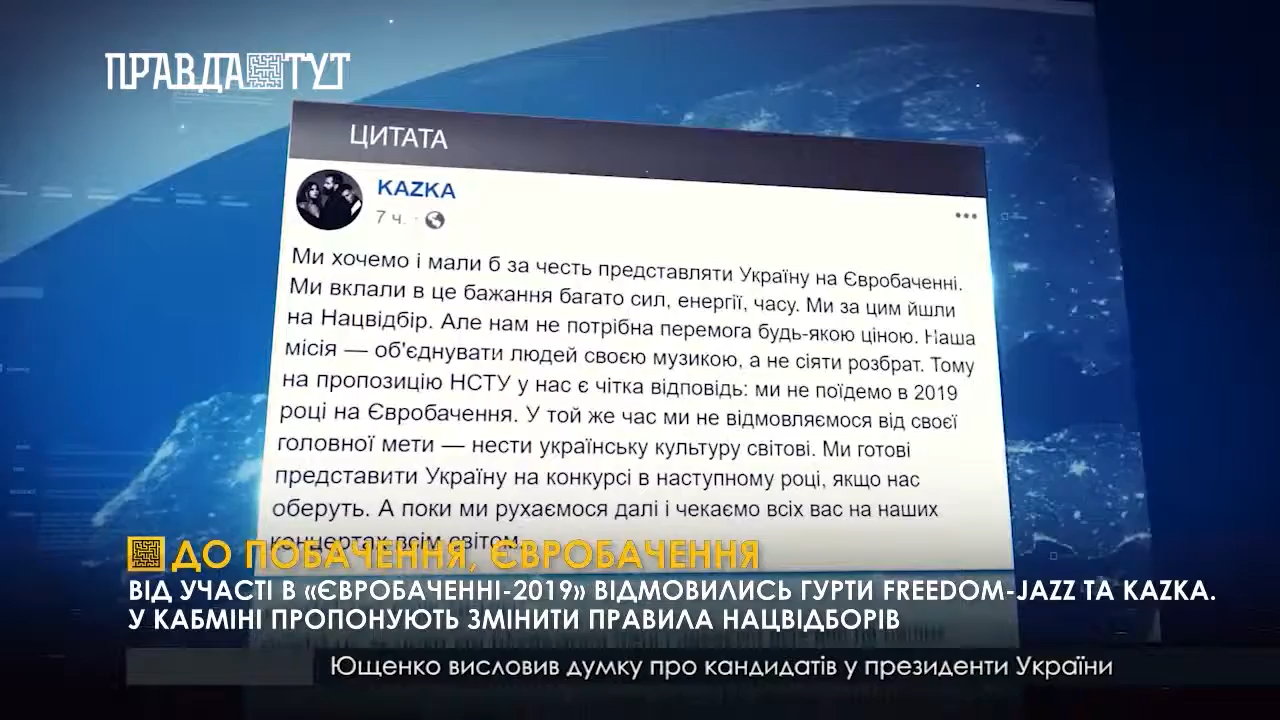 ПРАВДА ТУТ
ЦИТАТА
KAZKA
7 ч. ·
Ми хочемо і мали б за честь представляти Україну на Євробаченні.
Ми вклали в це бажання багато сил, енергії, часу. Ми за цим йшли
на Нацвідбір. Але нам не потрібна перемога будь-якою ціною. Наша
місія — об'єднувати людей своєю музикою, а не сіяти розбрат. Тому
на пропозицію НСТУ у нас є чітка відповідь: ми не поїдемо в 2019
році на Євробачення. У той же час ми не відмовляємося від своєї
головної мети — нести українську культуру світові. Ми готові
представити Україну на конкурсі в наступному році, якщо нас
оберуть. А поки ми рухаємося далі і чекаємо всіх вас на наших
концертах всім світом.
ДО ПОБАЧЕННЯ, ЄВРОБАЧЕННЯ
ВІД УЧАСТІ В «ЄВРОБАЧЕННІ-2019» ВІДМОВИЛИСЬ ГУРТИ FREEDOM-JAZZ ТА KAZKA.
У КАБМІНІ ПРОПОНУЮТЬ ЗМІНИТИ ПРАВИЛА НАЦВІДБОРІВ
Ющенко висловив думку про кандидатів у президенти України